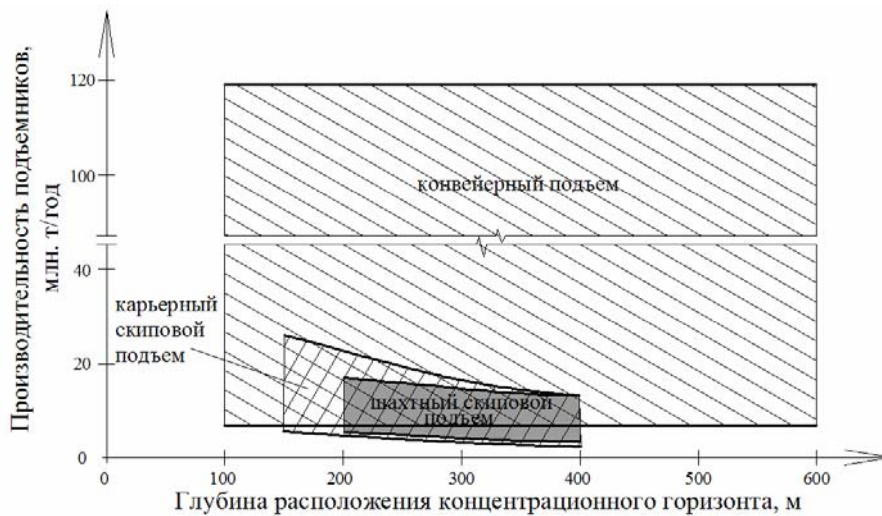 Производительность подъемников,
млн. т/год
120
100
40
20
0
конвейерный подъем
карьерный
скиповой
подъем
шахтный скиповой
подъем
0 100 200 300 400 500 600
Глубина расположения концентрационного горизонта, м